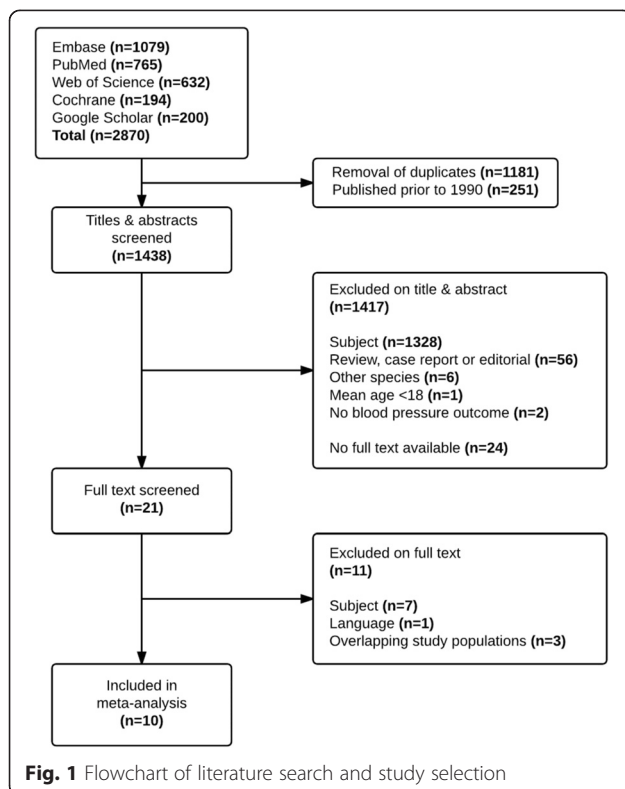 Embase (n=1079)
PubMed (n=765)
Web of Science (n=632)
Cochrane (n=194)
Google Scholar (n=200)
Total (n=2870)
Removal of duplicates (n=1181)
Published prior to 1990 (n=251)
Titles & abstracts
screened
(n=1438)
Excluded on title & abstract
(n=1417)
Subject (n=1328)
Review, case report or editorial (n=56)
Other species (n=6)
Mean age <18 (n=1)
No blood pressure outcome (n=2)
No full text available (n=24)
Full text screened
(n=21)
Excluded on full text
(n=11)
Subject (n=7)
Language (n=1)
Overlapping study populations (n=3)
Included in
meta-analysis
(n=10)
Fig. 1 Flowchart of literature search and study selection